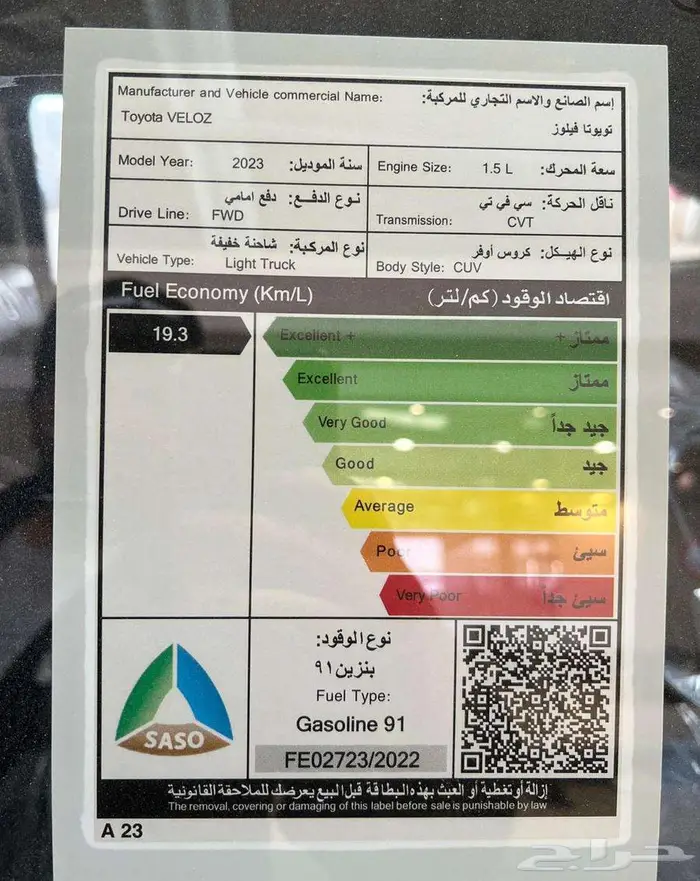 Manufacturer and Vehicle commercial Name: إسم الصانع والاسم التجاري للمركبة:
Toyota VELOZ تويوتا فيلوز
Model Year: 2023 سنة الموديل:
Engine Size: 1.5 L سعة المحرك:
نوع الدفع: دفع امامي
Drive Line: FWD
ناقل الحركة: سي في تي
Transmission: CVT
نوع المركبة: شاحنة خفيفة
Vehicle Type: Light Truck
نوع الهيكل: كروس أوفر
Body Style: CUV
Fuel Economy (Km/L) اقتصاد الوقود (كم/لتر)
19.3
Excellent + ممتاز +
Excellent ممتاز
Very Good جيد جداً
Good جيد
Average متوسط
Poor سيئ
Very Poor سيئ جداً
SASO
نوع الوقود:
بنزين ٩١
Fuel Type:
Gasoline 91
FE02723/2022
إزالة أو تغطية أو العبث بهذه البطاقة قبل البيع يعرضك للملاحقة القانونية
The removal, covering or damaging of this label before sale is punishable by law
A 23
حراج